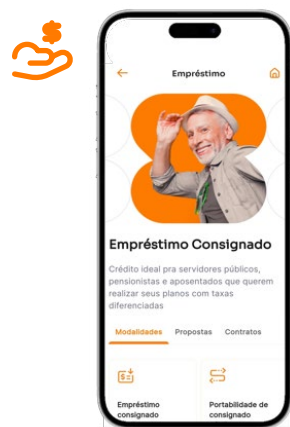 $
Empréstimo
Empréstimo Consignado
Crédito ideal pra servidores públicos,
pensionistas e aposentados que querem
realizar seus planos com taxas
diferenciadas
Modalidades Propostas Contratos
$
Empréstimo
consignado
Portabilidade de
consignado